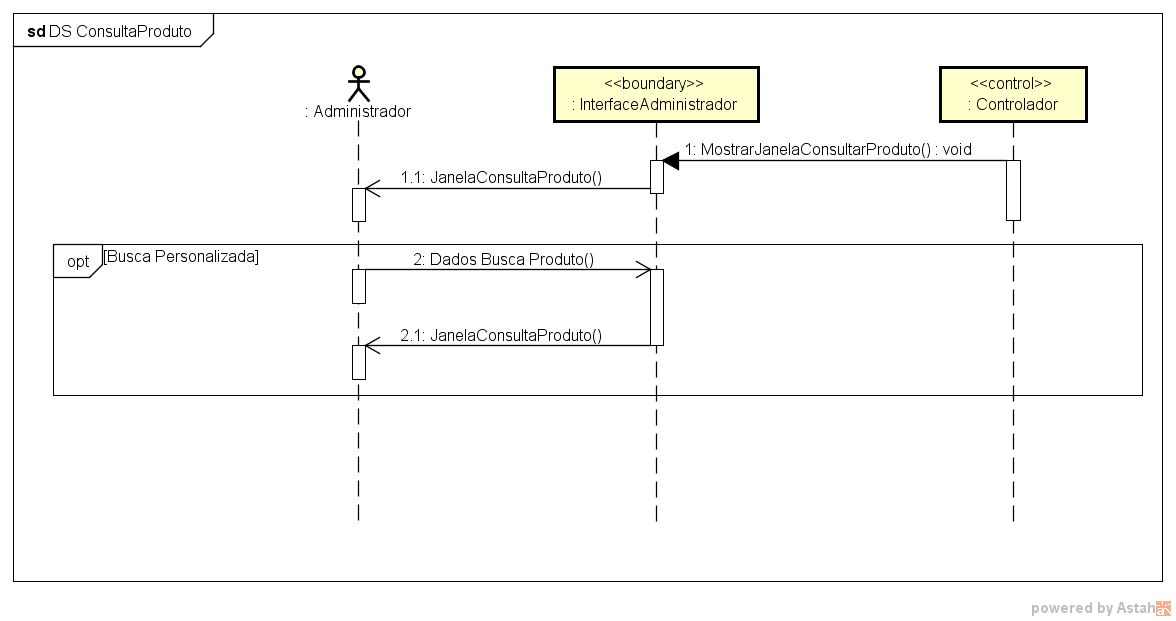 sd DS ConsultaProduto
: Administrador
<<boundary>>
: InterfaceAdministrador
<<control>>
: Controlador
1: MostrarJanelaConsultarProduto() : void
1.1: JanelaConsultaProduto()
opt
[Busca Personalizada]
2: Dados Busca Produto()
2.1: JanelaConsultaProduto()
powered by Astah